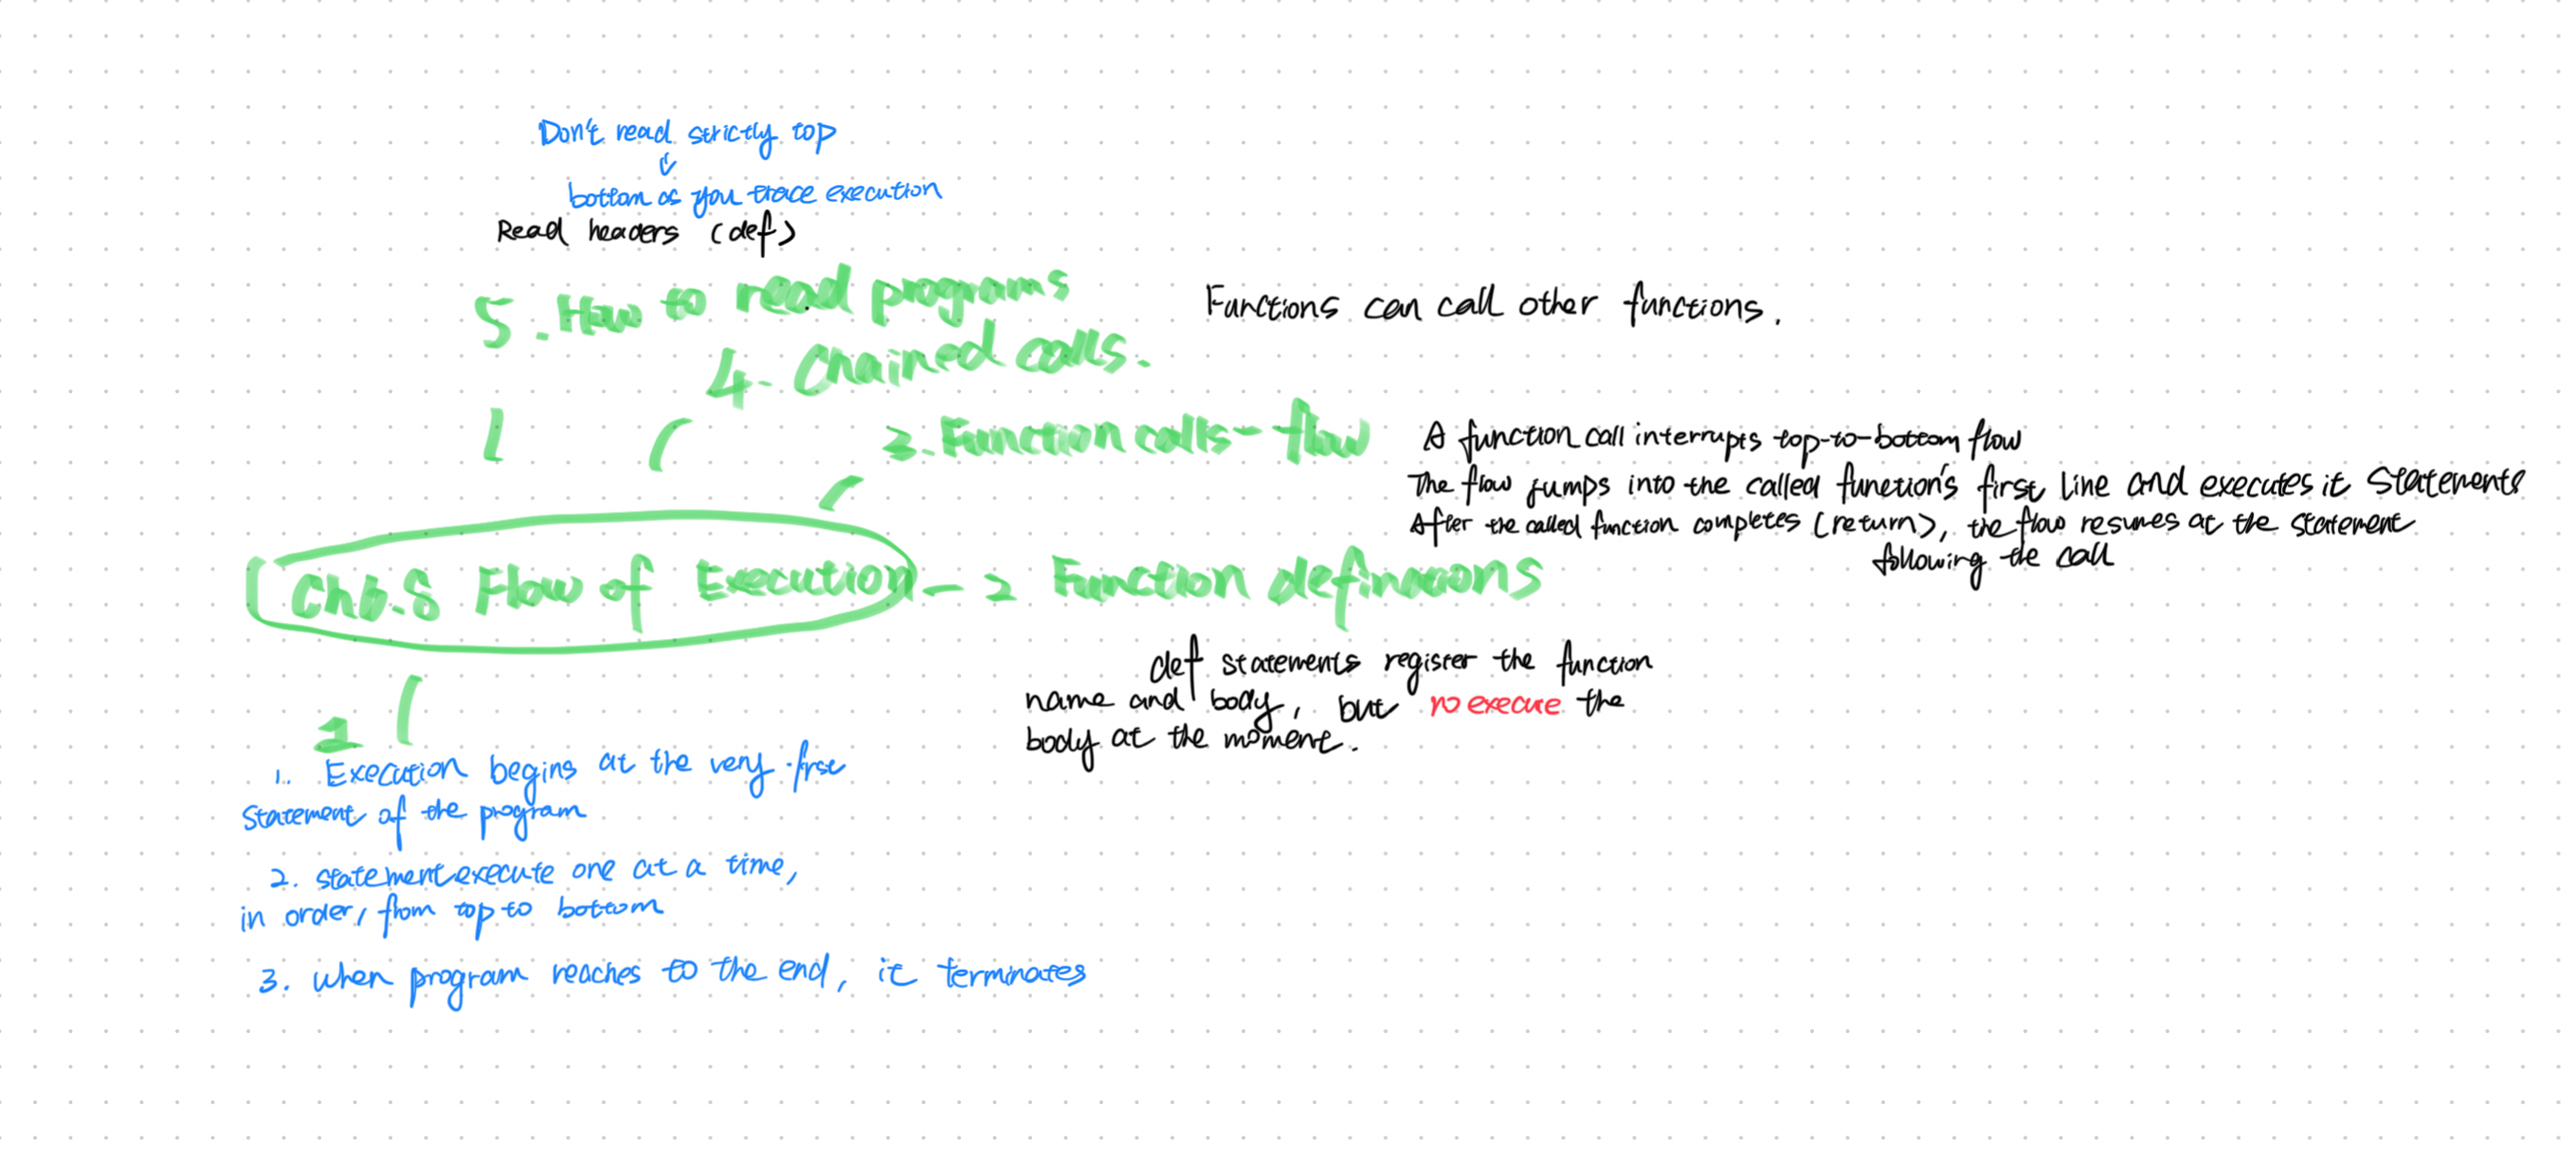 Don't read strictly top
↓
bottom as you trace execution
Read headers (def)
5. How to read programs
Functions can call other functions.
4. Chained calls.
3. Function calls - flow
A function call interrupts top-to-bottom flow
The flow jumps into the called function's first line and executes it statements
After the called function completes (return), the flow resumes at the statement
following the call
Ch6.8 Flow of Execution - 2 Function definations
def statements register the function
name and body, but no execute the
body at the moment.
1
1. Execution begins at the very first
statement of the program
2. statement execute one at a time,
in order, from top to bottom
3. when program reaches to the end, it terminates